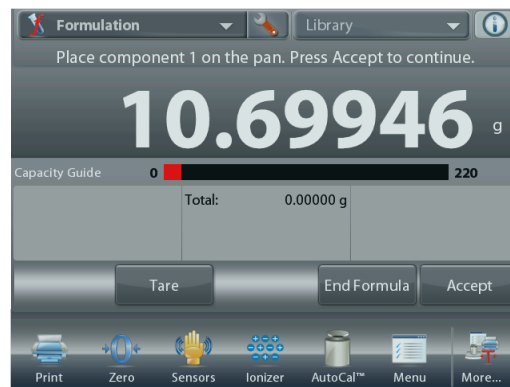 Formulation Library
Place component 1 on the pan. Press Accept to continue.
10.69946 g
Capacity Guide 0 220
Total: 0.00000 g
Tare End Formula Accept
Print Zero Sensors Ionizer AutoCal™ Menu More...